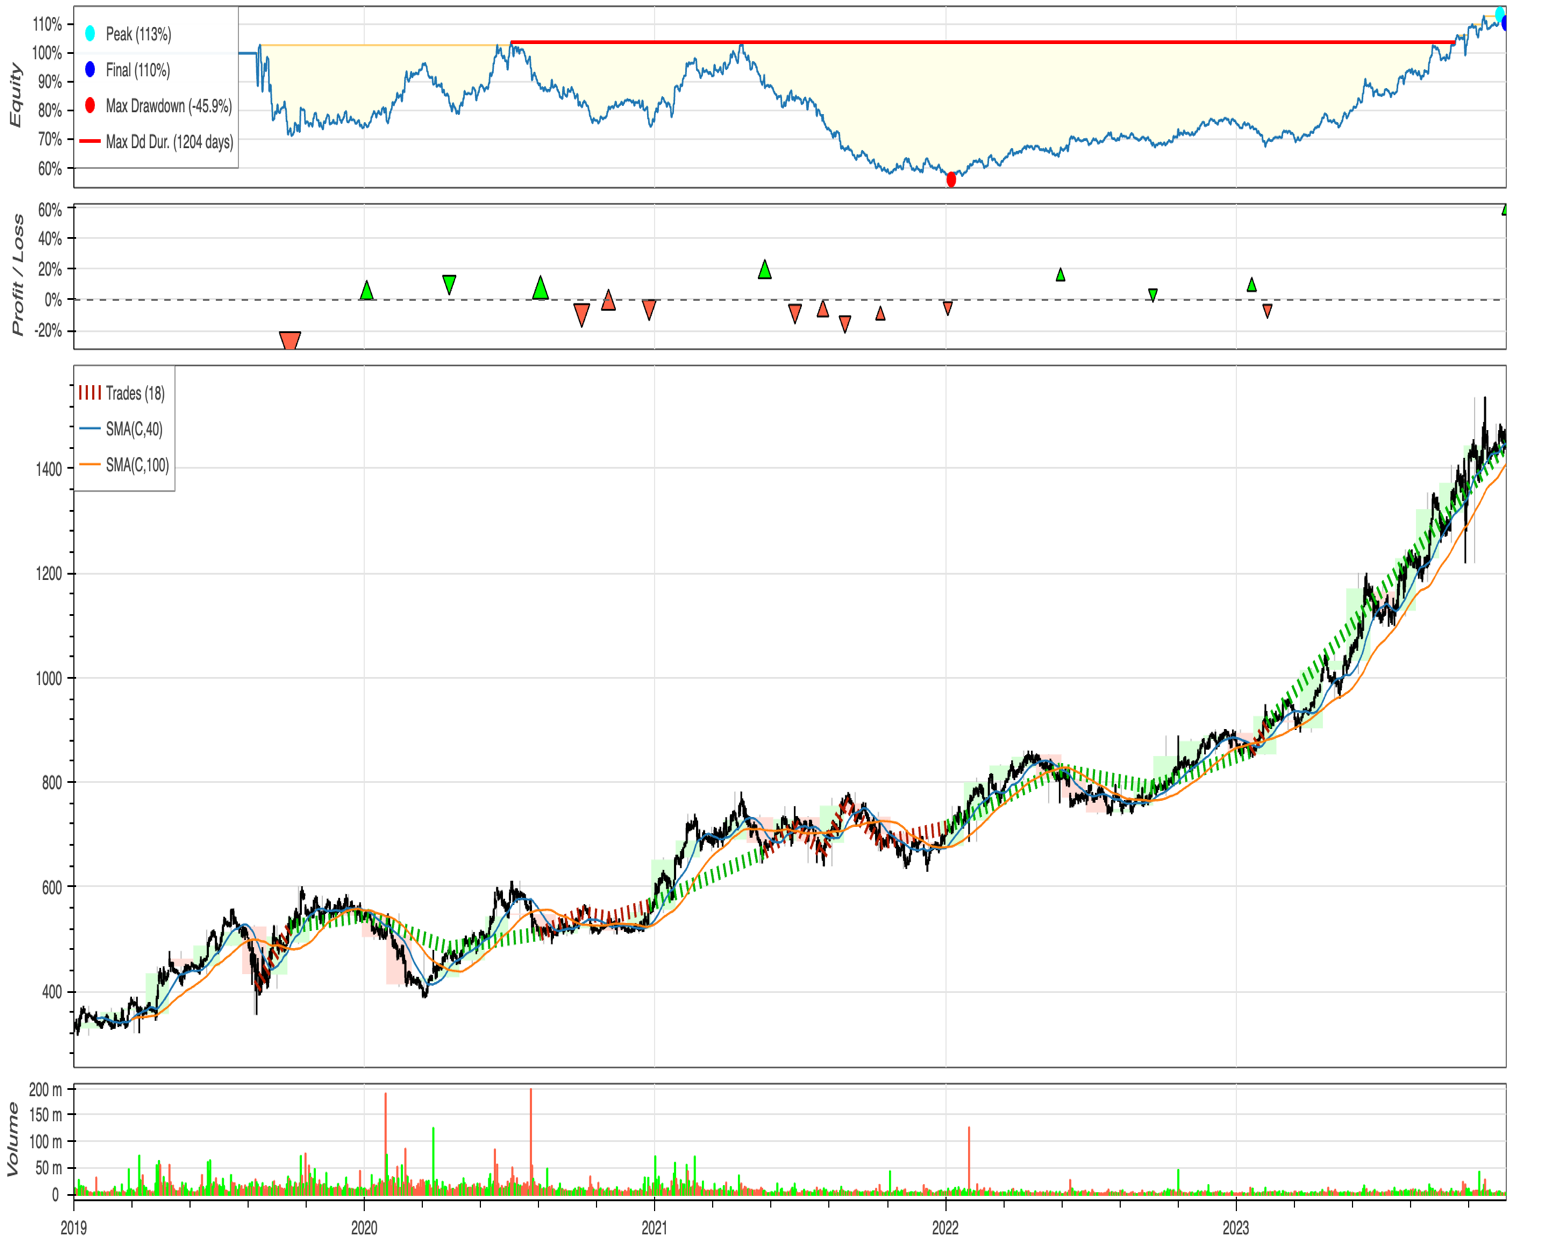 Equity
110%
100%
90%
80%
70%
60%
Peak (113%)
Final (110%)
Max Drawdown (-45.9%)
Max Dd Dur. (1204 days)
Profit / Loss
60%
40%
20%
0%
-20%
Trades (18)
SMA(C,40)
SMA(C,100)
1400
1200
1000
800
600
400
Volume
200 m
150 m
100 m
50 m
0
2019
2020
2021
2022
2023